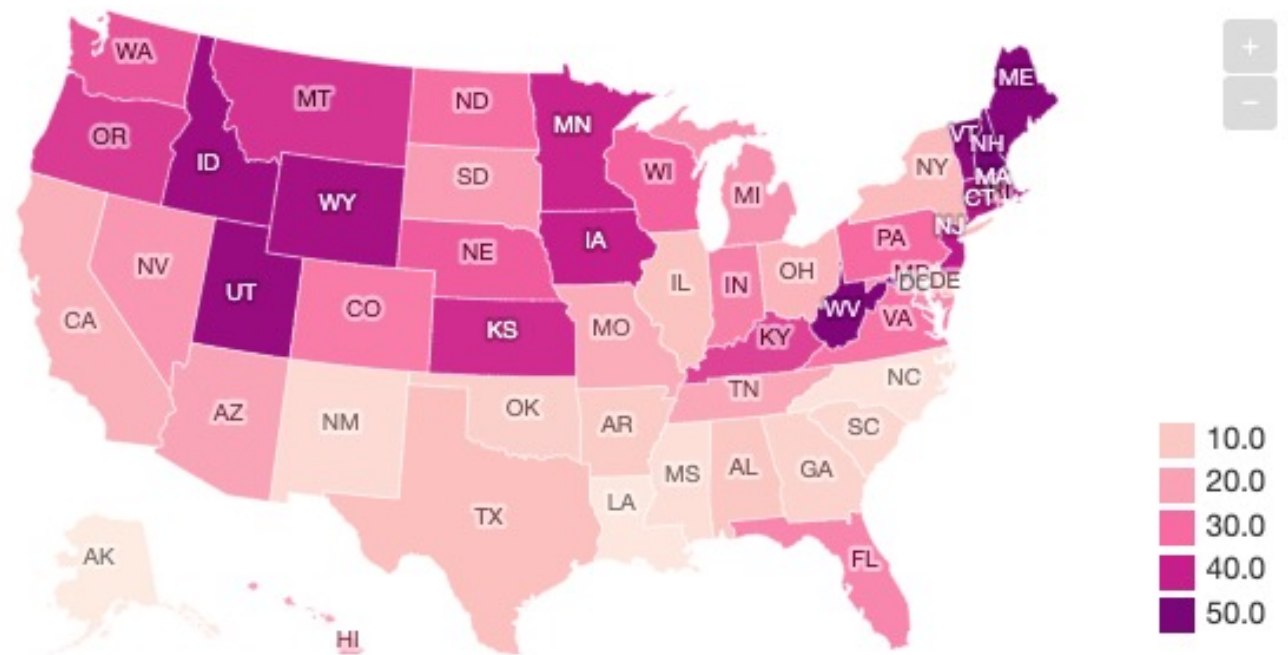 +
−
WA
MT
ND
MN
ME
OR
ID
WY
SD
WI
MI
NY
VT
NH
MA
CT
RI
NJ
NV
UT
CO
NE
IA
IL
IN
OH
PA
MD
DC
DE
CA
KS
MO
KY
WV
VA
AZ
NM
OK
AR
TN
NC
SC
TX
LA
MS
AL
GA
FL
AK
HI
10.0
20.0
30.0
40.0
50.0